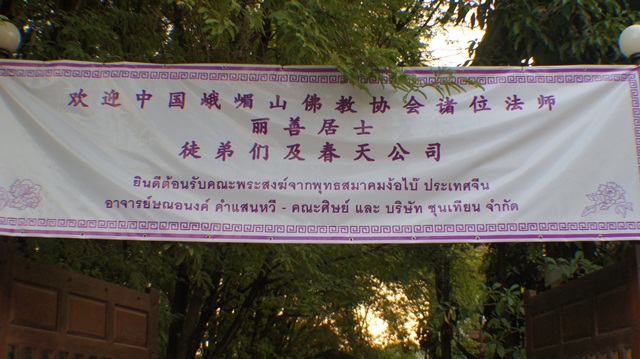 欢迎中国峨嵋山佛教协会诸位法师
丽善居士
徒弟们及春天公司
ยินดีต้อนรับคณะพระสงฆ์จากพุทธสมาคมง้อไบ๊ ประเทศจีน
อาจารย์ษณอนงค์ คำแสนหวี - คณะศิษย์ และ บริษัท ชุนเทียน จำกัด